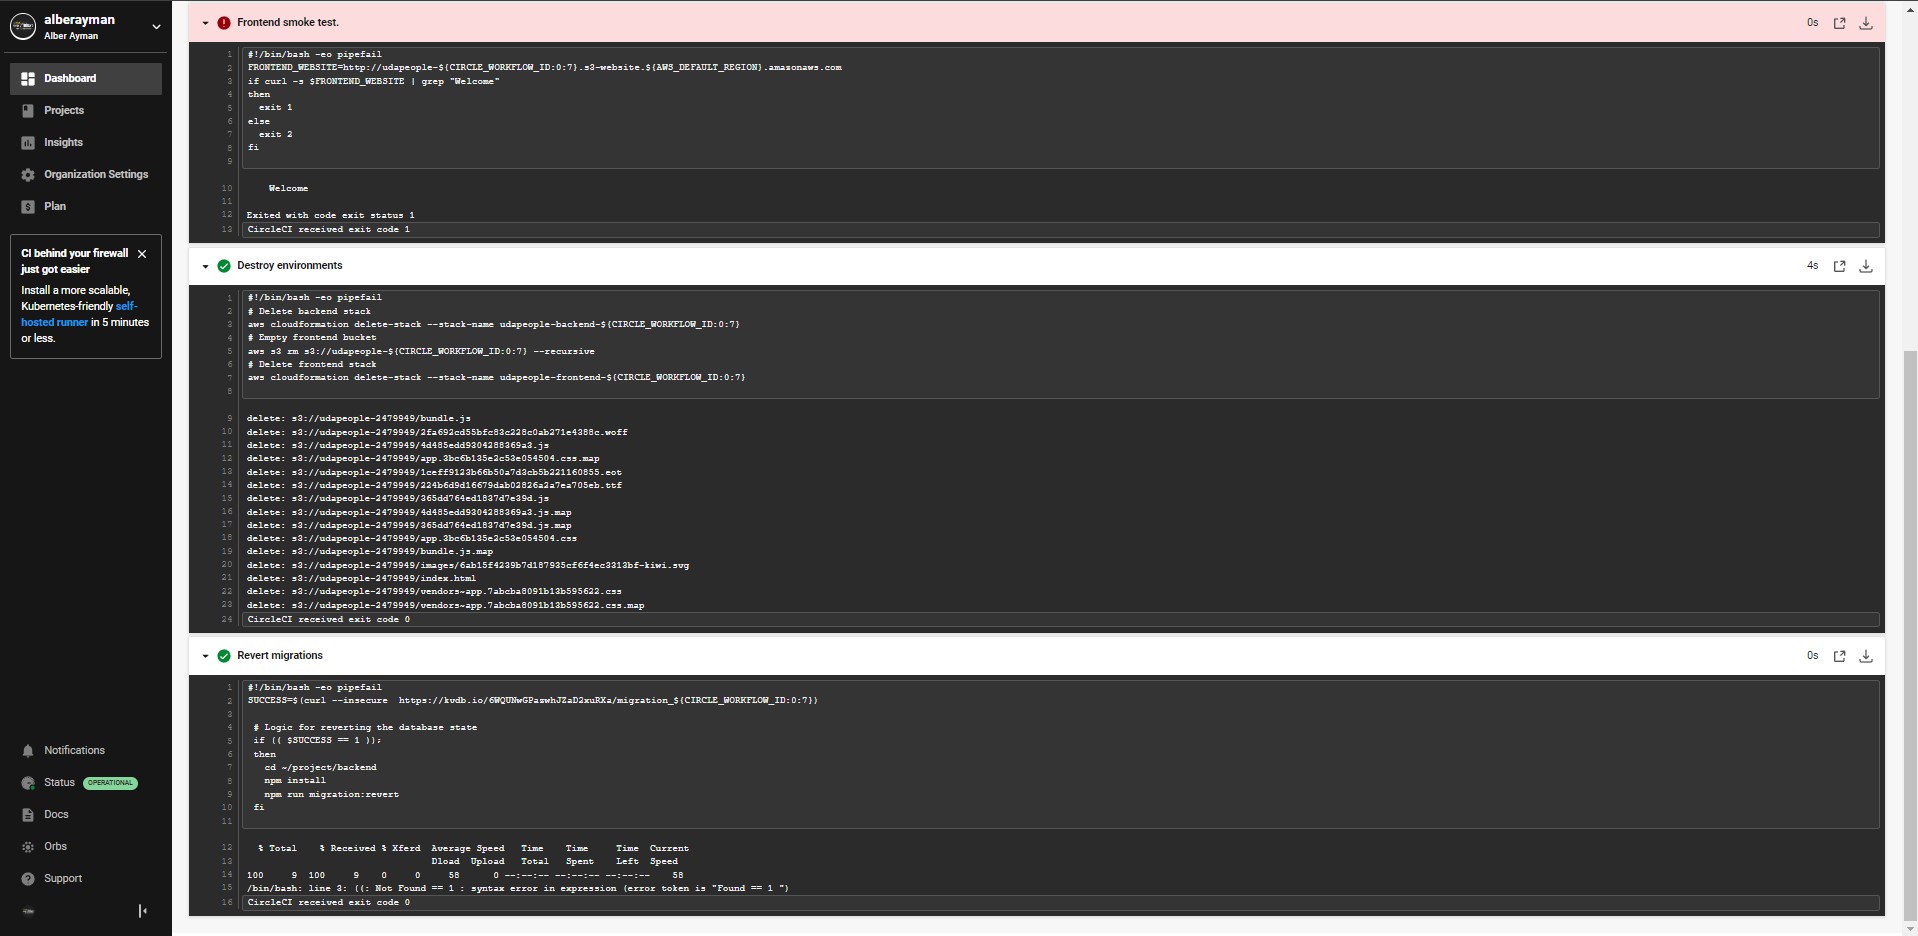 alberayman
Alber Ayman
Dashboard
Projects
Insights
Organization Settings
Plan
CI behind your firewall
just got easier
Install a more scalable,
Kubernetes-friendly self-
hosted runner in 5 minutes
or less.
Notifications
Status OPERATIONAL
Docs
Orbs
Support
Frontend smoke test. 0s
1 #!/bin/bash -eo pipefail
2 FRONTEND_WEBSITE=http://udapeople-${CIRCLE_WORKFLOW_ID:0:7}.s3-website.${AWS_DEFAULT_REGION}.amazonaws.com
3 if curl -s $FRONTEND_WEBSITE | grep "Welcome"
4 then
5 exit 1
6 else
7 exit 2
8 fi
9
10 Welcome
11
12 Exited with code exit status 1
13 CircleCI received exit code 1
Destroy environments 4s
1 #!/bin/bash -eo pipefail
2 # Delete backend stack
3 aws cloudformation delete-stack --stack-name udapeople-backend-${CIRCLE_WORKFLOW_ID:0:7}
4 # Empty frontend bucket
5 aws s3 rm s3://udapeople-${CIRCLE_WORKFLOW_ID:0:7} --recursive
6 # Delete frontend stack
7 aws cloudformation delete-stack --stack-name udapeople-frontend-${CIRCLE_WORKFLOW_ID:0:7}
8
9 delete: s3://udapeople-2479949/bundle.js
10 delete: s3://udapeople-2479949/2fa692cd55bfc83c228c0ab271e4388c.woff
11 delete: s3://udapeople-2479949/4d485edd9304288369a3.js
12 delete: s3://udapeople-2479949/app.3bc6b135e2c53e054504.css.map
13 delete: s3://udapeople-2479949/1ceff9123b66b50a7d3cb5b221160855.eot
14 delete: s3://udapeople-2479949/224b6d9d16679dab02826a2a7ea705eb.ttf
15 delete: s3://udapeople-2479949/365dd764ed1837d7e39d.js
16 delete: s3://udapeople-2479949/4d485edd9304288369a3.js.map
17 delete: s3://udapeople-2479949/365dd764ed1837d7e39d.js.map
18 delete: s3://udapeople-2479949/app.3bc6b135e2c53e054504.css
19 delete: s3://udapeople-2479949/bundle.js.map
20 delete: s3://udapeople-2479949/images/6ab15f4239b7d187935cf6f4ec3313bf-kiwi.svg
21 delete: s3://udapeople-2479949/index.html
22 delete: s3://udapeople-2479949/vendors~app.7abcba8091b13b595622.css
23 delete: s3://udapeople-2479949/vendors~app.7abcba8091b13b595622.css.map
24 CircleCI received exit code 0
Revert migrations 0s
1 #!/bin/bash -eo pipefail
2 SUCCESS=$(curl --insecure https://kvdb.io/6WQUNwGPazwhJZaD2xuRXa/migration_${CIRCLE_WORKFLOW_ID:0:7})
3
4 # Logic for reverting the database state
5 if (( $SUCCESS == 1 ));
6 then
7 cd ~/project/backend
8 npm install
9 npm run migration:revert
10 fi
11
12 % Total % Received % Xferd Average Speed Time Time Time Current
13 Dload Upload Total Spent Left Speed
14 100 9 100 9 0 0 58 0 --:--:-- --:--:-- --:--:-- 58
15 /bin/bash: line 3: ((: Not Found == 1 : syntax error in expression (error token is "Found == 1 ")
16 CircleCI received exit code 0